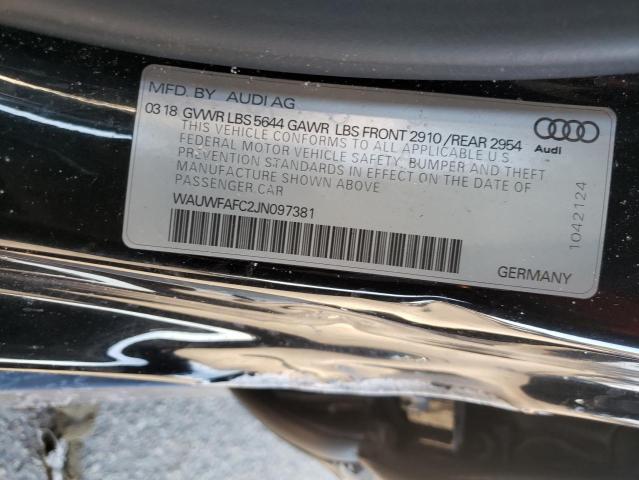 MFD. BY AUDI AG
03 18 GVWR LBS 5644 GAWR LBS FRONT 2910 / REAR 2954
THIS VEHICLE CONFORMS TO ALL APPLICABLE U.S
FEDERAL MOTOR VEHICLE SAFETY, BUMPER AND THEFT
PREVENTION STANDARDS IN EFFECT ON THE DATE OF
MANUFACTURE SHOWN ABOVE
PASSENGER CAR
WAUWFAFC2JN097381
Audi
1042124
GERMANY